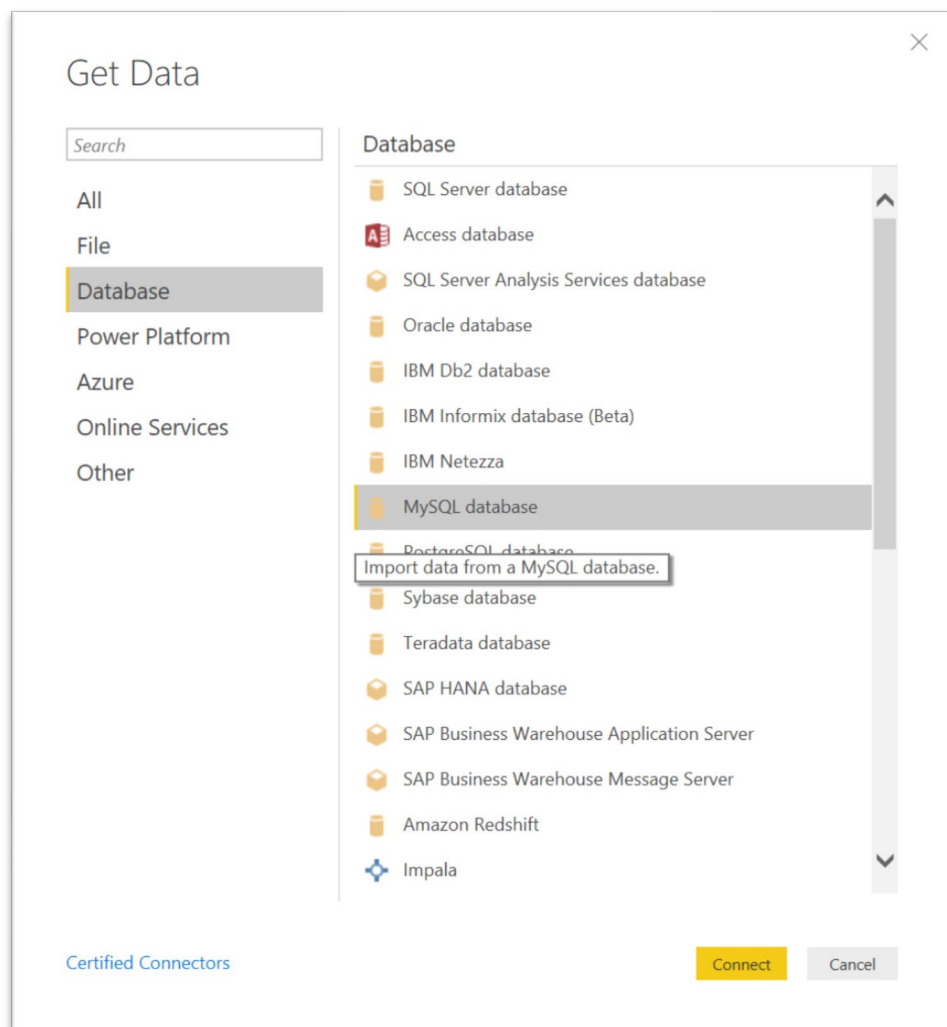 Get Data
Search
All
File
Database
Power Platform
Azure
Online Services
Other
Database
SQL Server database
Access database
SQL Server Analysis Services database
Oracle database
IBM Db2 database
IBM Informix database (Beta)
IBM Netezza
MySQL database
PostgreSQL database
Import data from a MySQL database.
Sybase database
Teradata database
SAP HANA database
SAP Business Warehouse Application Server
SAP Business Warehouse Message Server
Amazon Redshift
Impala
Certified Connectors
Connect
Cancel